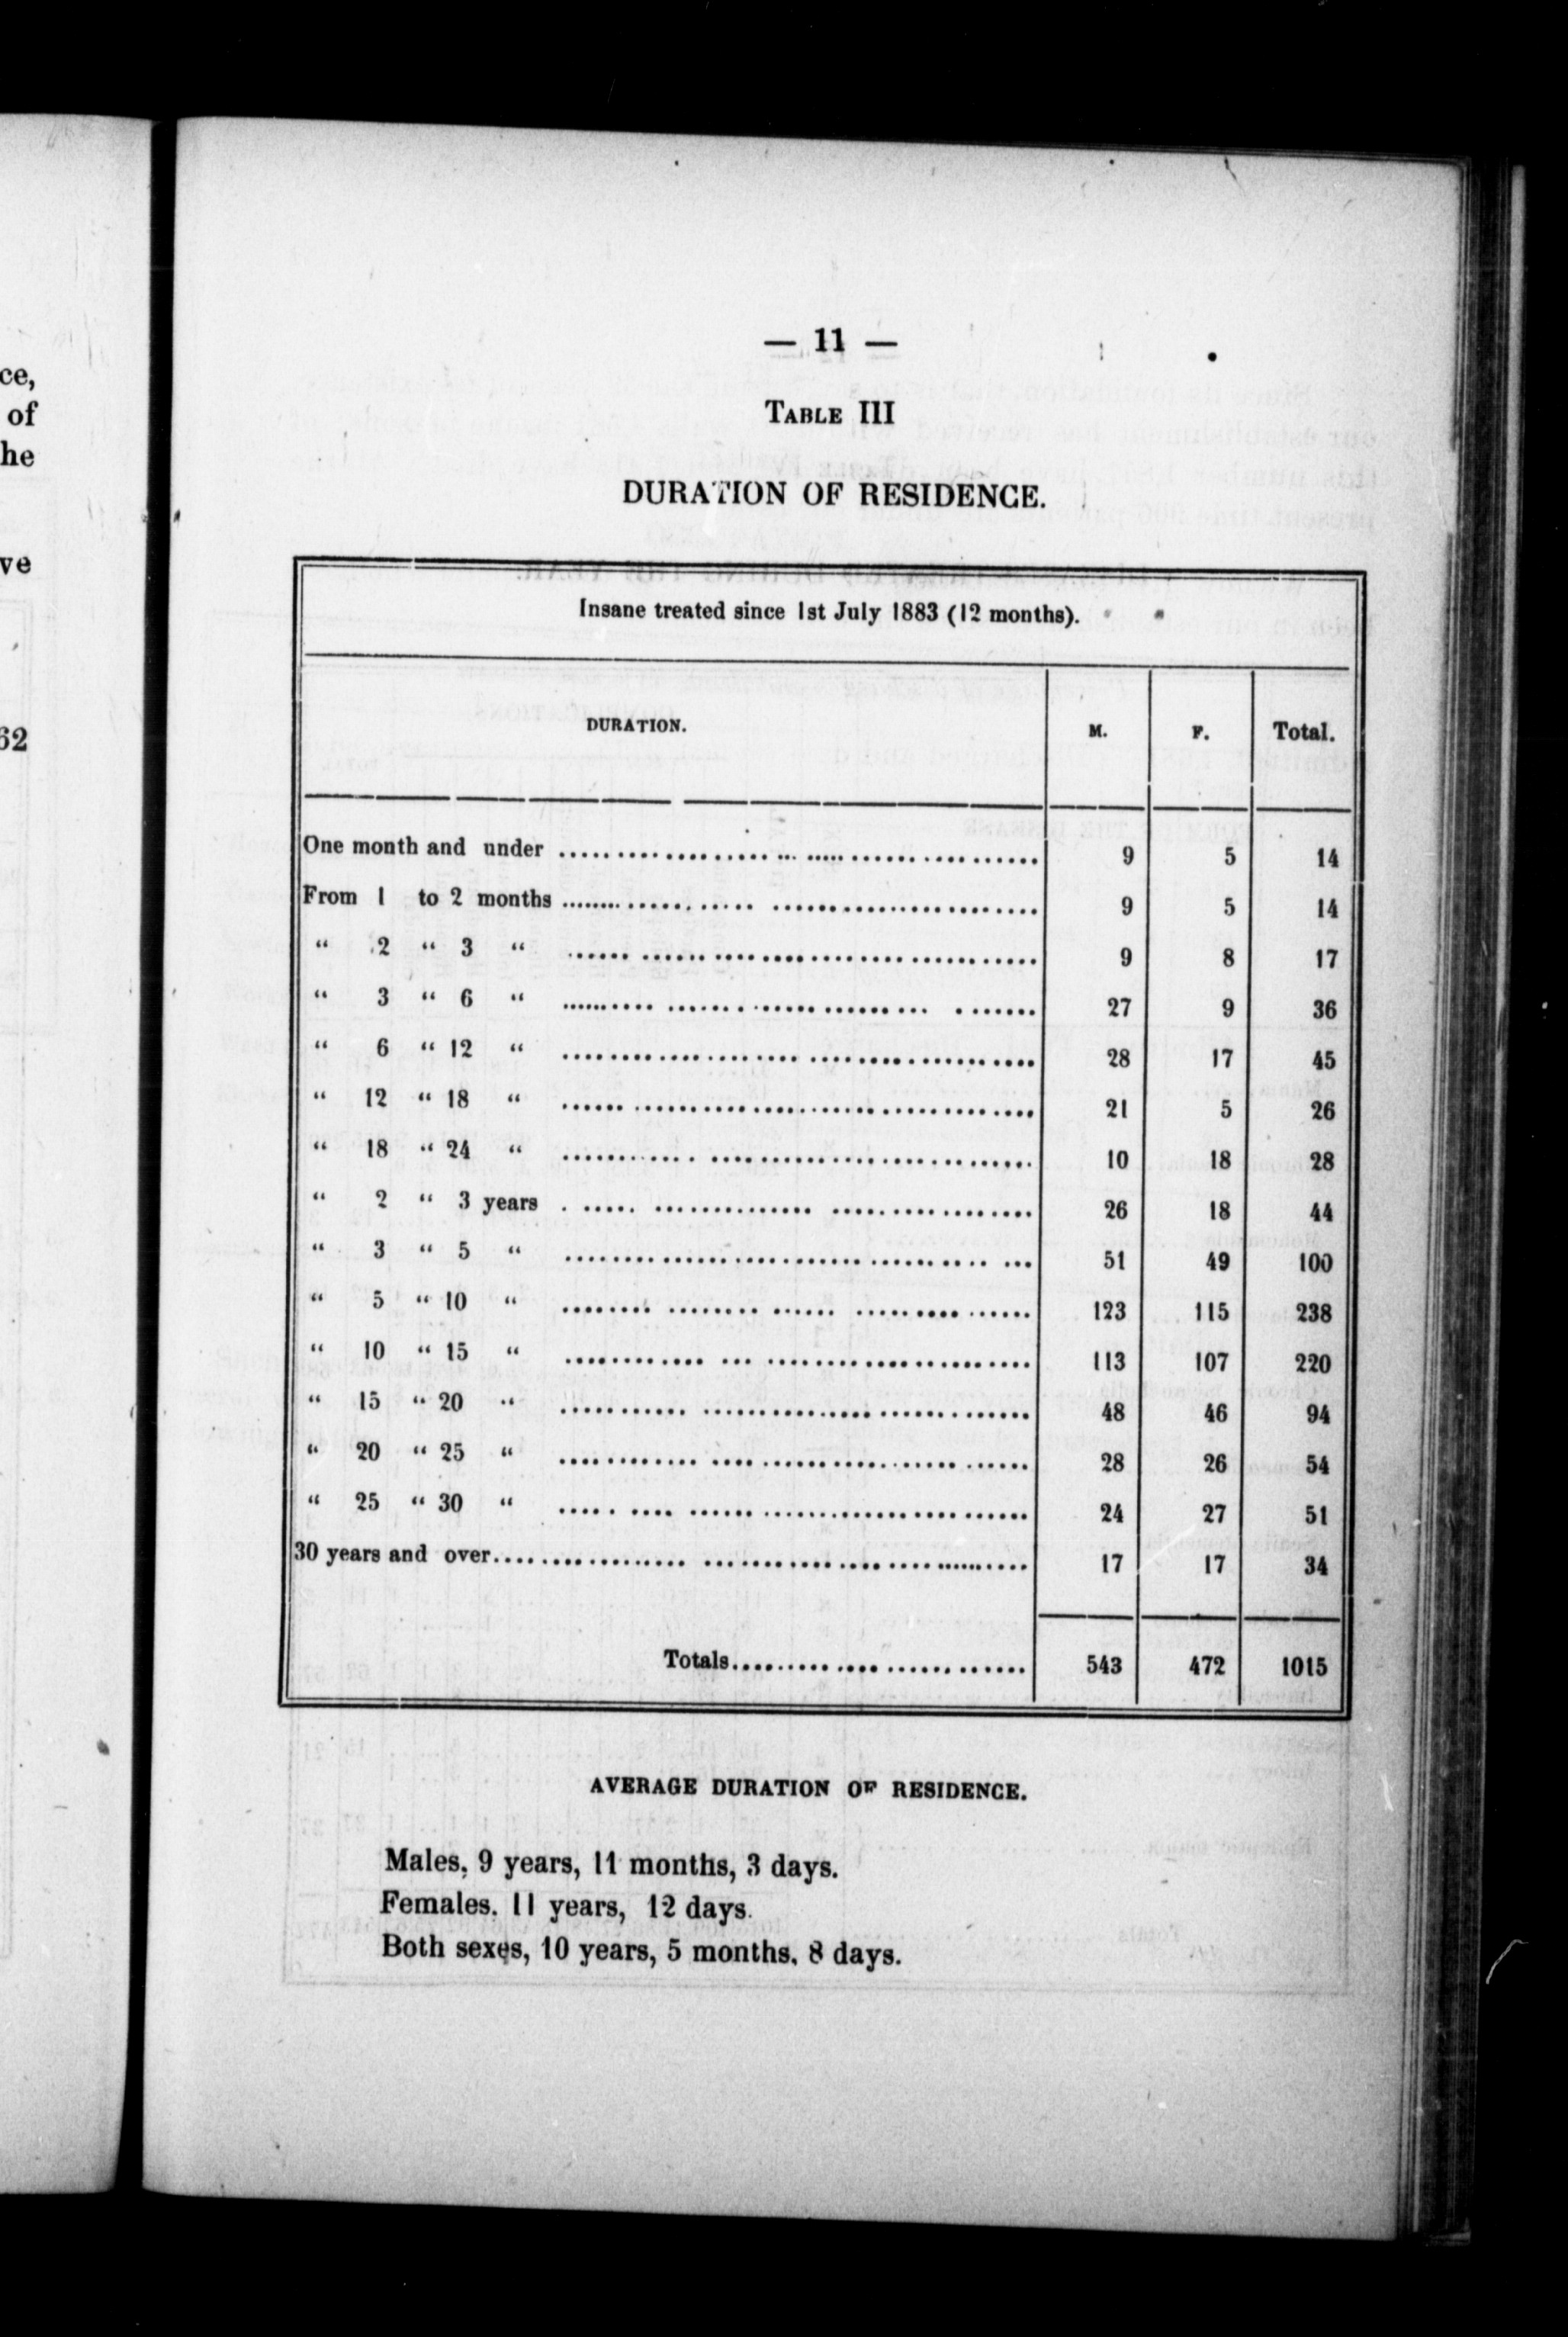 ce,
of
he
ve
62
— 11 —
TABLE III
DURATION OF RESIDENCE.
Insane treated since 1st July 1883 (12 months).
DURATION. M. F. Total.
One month and under 9 5 14
From 1 to 2 months 9 5 14
“ 2 “ 3 “ 9 8 17
“ 3 “ 6 “ 27 9 36
“ 6 “ 12 “ 28 17 45
“ 12 “ 18 “ 21 5 26
“ 18 “ 24 “ 10 18 28
“ 2 “ 3 years 26 18 44
“ 3 “ 5 “ 51 49 100
“ 5 “ 10 “ 123 115 238
“ 10 “ 15 “ 113 107 220
“ 15 “ 20 “ 48 46 94
“ 20 “ 25 “ 28 26 54
“ 25 “ 30 “ 24 27 51
30 years and over 17 17 34
Totals 543 472 1015
AVERAGE DURATION OF RESIDENCE.
Males, 9 years, 11 months, 3 days.
Females. 11 years, 12 days.
Both sexes, 10 years, 5 months, 8 days.